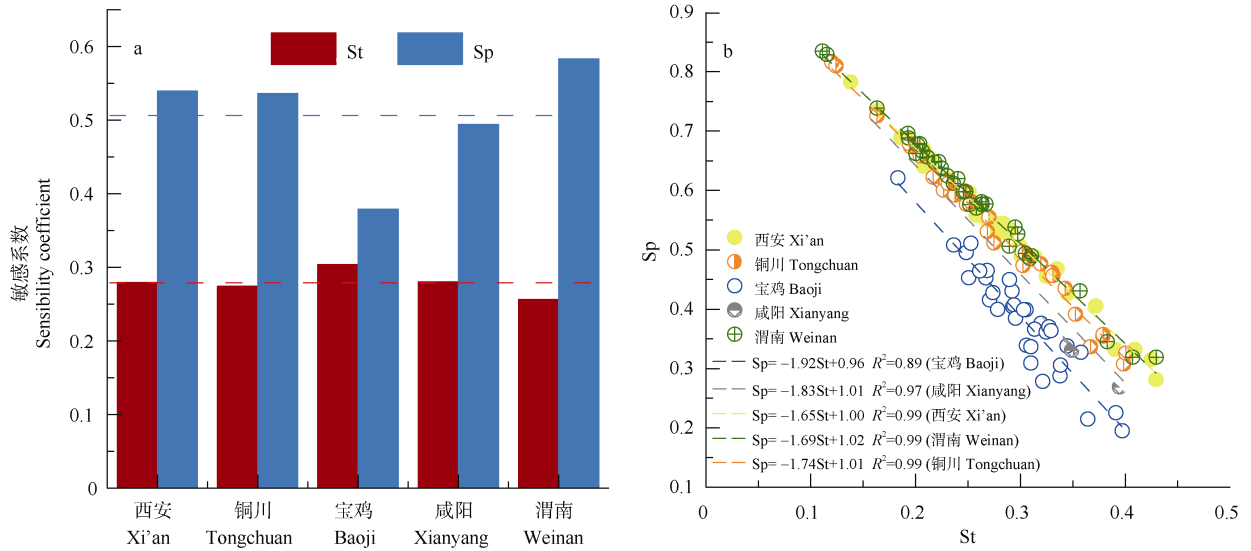 a
St
Sp
敏感系数
Sensibility coefficient
0.6
0.5
0.4
0.3
0.2
0.1
0
西安
Xi'an
铜川
Tongchuan
宝鸡
Baoji
咸阳
Xianyang
渭南
Weinan
b
Sp
0.9
0.8
0.7
0.6
0.5
0.4
0.3
0.2
0.1
西安 Xi'an
铜川 Tongchuan
宝鸡 Baoji
咸阳 Xianyang
渭南 Weinan
Sp= −1.92St+0.96 R²=0.89 (宝鸡 Baoji)
Sp= −1.83St+1.01 R²=0.97 (咸阳 Xianyang)
Sp= −1.65St+1.00 R²=0.99 (西安 Xi'an)
Sp= −1.69St+1.02 R²=0.99 (渭南 Weinan)
Sp= −1.74St+1.01 R²=0.99 (铜川 Tongchuan)
0 0.1 0.2 0.3 0.4 0.5
St